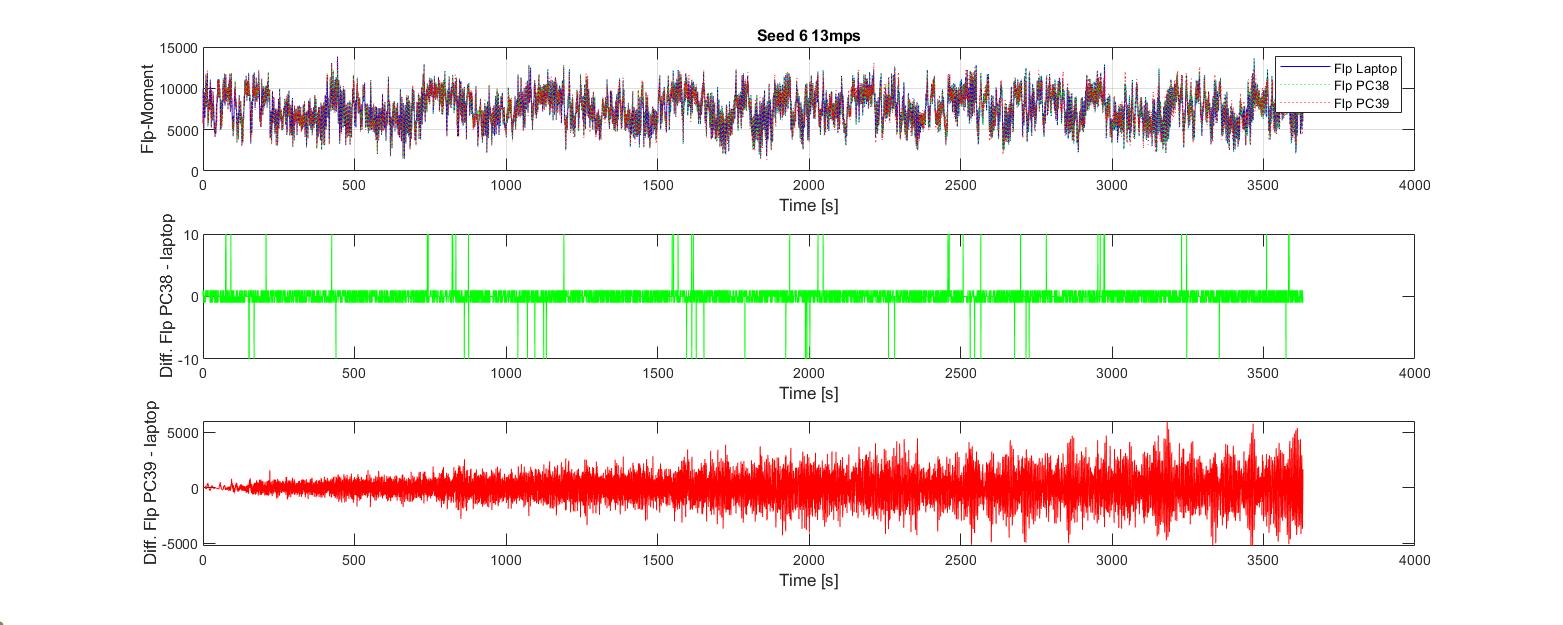 Seed 6 13mps
Flp-Moment
15000
10000
5000
0
Flp Laptop
Flp PC38
Flp PC39
0 500 1000 1500 2000 2500 3000 3500 4000
Time [s]
Diff. Flp PC38 - laptop
10
0
-10
0 500 1000 1500 2000 2500 3000 3500 4000
Time [s]
Diff. Flp PC39 - laptop
5000
0
-5000
0 500 1000 1500 2000 2500 3000 3500 4000
Time [s]